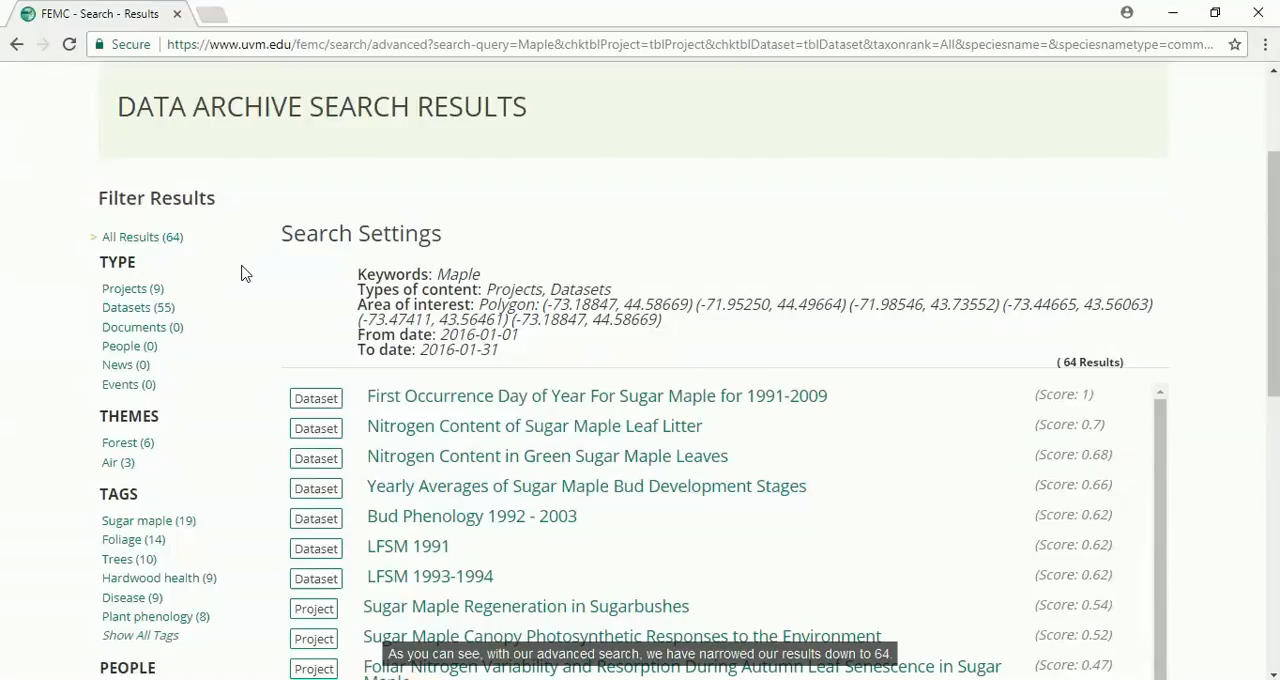 FEMC - Search - Results
Secure https://www.uvm.edu/femc/search/advanced?search-query=Maple&chktblProject=tblProject&chktblDataset=tblDataset&taxonrank=All&speciesname=&speciesnametype=comm...
DATA ARCHIVE SEARCH RESULTS
Filter Results
> All Results (64)
TYPE
Projects (9)
Datasets (55)
Documents (0)
People (0)
News (0)
Events (0)
THEMES
Forest (6)
Air (3)
TAGS
Sugar maple (19)
Foliage (14)
Trees (10)
Hardwood health (9)
Disease (9)
Plant phenology (8)
Show All Tags
PEOPLE
Search Settings
Keywords: Maple
Types of content: Projects, Datasets
Area of interest: Polygon: (-73.18847, 44.58669) (-71.95250, 44.49664) (-71.98546, 43.73552) (-73.44665, 43.56063)
(-73.47411, 43.56461) (-73.18847, 44.58669)
From date: 2016-01-01
To date: 2016-01-31
( 64 Results)
Dataset First Occurrence Day of Year For Sugar Maple for 1991-2009 (Score: 1)
Dataset Nitrogen Content of Sugar Maple Leaf Litter (Score: 0.7)
Dataset Nitrogen Content in Green Sugar Maple Leaves (Score: 0.68)
Dataset Yearly Averages of Sugar Maple Bud Development Stages (Score: 0.66)
Dataset Bud Phenology 1992 - 2003 (Score: 0.62)
Dataset LFSM 1991 (Score: 0.62)
Dataset LFSM 1993-1994 (Score: 0.62)
Project Sugar Maple Regeneration in Sugarbushes (Score: 0.54)
Project Sugar Maple Canopy Photosynthetic Responses to the Environment (Score: 0.52)
As you can see, with our advanced search, we have narrowed our results down to 64.
Project Foliar Nitrogen Variability and Resorption During Autumn Leaf Senescence in Sugar (Score: 0.47)
Maple